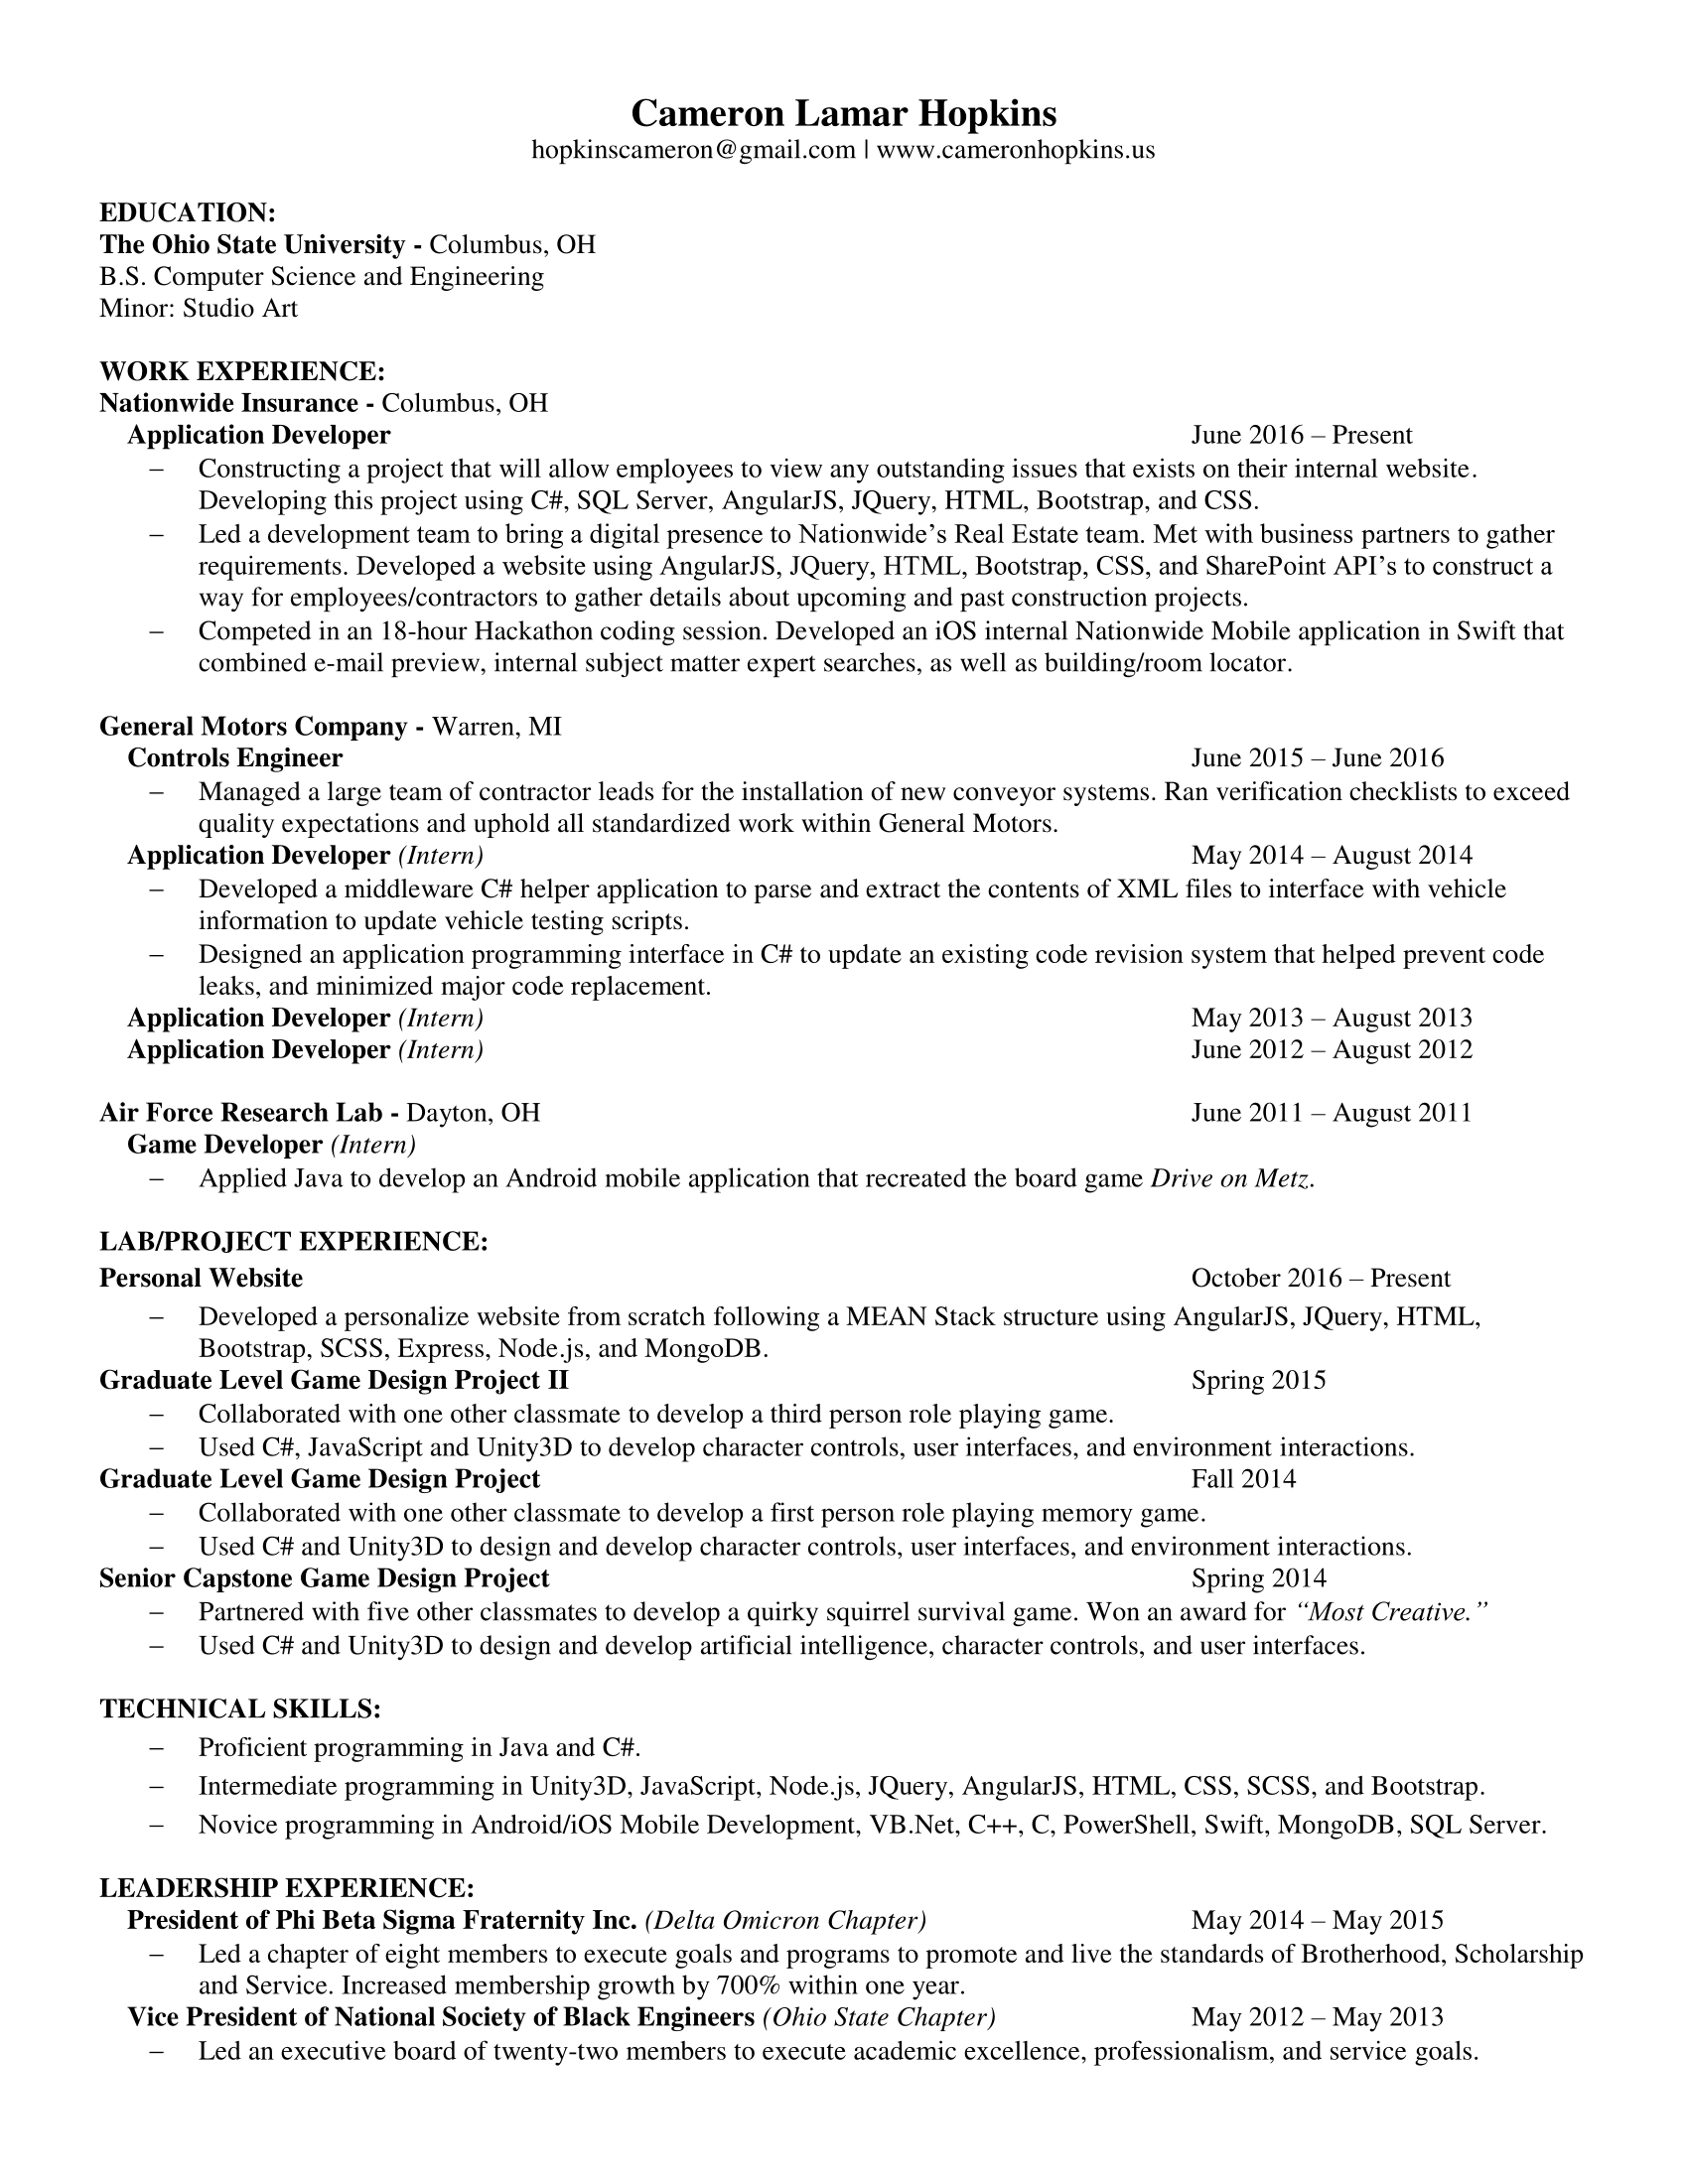 Cameron Lamar Hopkins
hopkinscameron@gmail.com | www.cameronhopkins.us
EDUCATION:
The Ohio State University - Columbus, OH
B.S. Computer Science and Engineering
Minor: Studio Art
WORK EXPERIENCE:
Nationwide Insurance - Columbus, OH
Application Developer June 2016 – Present
– Constructing a project that will allow employees to view any outstanding issues that exists on their internal website.
Developing this project using C#, SQL Server, AngularJS, JQuery, HTML, Bootstrap, and CSS.
– Led a development team to bring a digital presence to Nationwide’s Real Estate team. Met with business partners to gather
requirements. Developed a website using AngularJS, JQuery, HTML, Bootstrap, CSS, and SharePoint API’s to construct a
way for employees/contractors to gather details about upcoming and past construction projects.
– Competed in an 18-hour Hackathon coding session. Developed an iOS internal Nationwide Mobile application in Swift that
combined e-mail preview, internal subject matter expert searches, as well as building/room locator.
General Motors Company - Warren, MI
Controls Engineer June 2015 – June 2016
– Managed a large team of contractor leads for the installation of new conveyor systems. Ran verification checklists to exceed
quality expectations and uphold all standardized work within General Motors.
Application Developer (Intern) May 2014 – August 2014
– Developed a middleware C# helper application to parse and extract the contents of XML files to interface with vehicle
information to update vehicle testing scripts.
– Designed an application programming interface in C# to update an existing code revision system that helped prevent code
leaks, and minimized major code replacement.
Application Developer (Intern) May 2013 – August 2013
Application Developer (Intern) June 2012 – August 2012
Air Force Research Lab - Dayton, OH June 2011 – August 2011
Game Developer (Intern)
– Applied Java to develop an Android mobile application that recreated the board game Drive on Metz.
LAB/PROJECT EXPERIENCE:
Personal Website October 2016 – Present
– Developed a personalize website from scratch following a MEAN Stack structure using AngularJS, JQuery, HTML,
Bootstrap, SCSS, Express, Node.js, and MongoDB.
Graduate Level Game Design Project II Spring 2015
– Collaborated with one other classmate to develop a third person role playing game.
– Used C#, JavaScript and Unity3D to develop character controls, user interfaces, and environment interactions.
Graduate Level Game Design Project Fall 2014
– Collaborated with one other classmate to develop a first person role playing memory game.
– Used C# and Unity3D to design and develop character controls, user interfaces, and environment interactions.
Senior Capstone Game Design Project Spring 2014
– Partnered with five other classmates to develop a quirky squirrel survival game. Won an award for “Most Creative.”
– Used C# and Unity3D to design and develop artificial intelligence, character controls, and user interfaces.
TECHNICAL SKILLS:
– Proficient programming in Java and C#.
– Intermediate programming in Unity3D, JavaScript, Node.js, JQuery, AngularJS, HTML, CSS, SCSS, and Bootstrap.
– Novice programming in Android/iOS Mobile Development, VB.Net, C++, C, PowerShell, Swift, MongoDB, SQL Server.
LEADERSHIP EXPERIENCE:
President of Phi Beta Sigma Fraternity Inc. (Delta Omicron Chapter) May 2014 – May 2015
– Led a chapter of eight members to execute goals and programs to promote and live the standards of Brotherhood, Scholarship
and Service. Increased membership growth by 700% within one year.
Vice President of National Society of Black Engineers (Ohio State Chapter) May 2012 – May 2013
– Led an executive board of twenty-two members to execute academic excellence, professionalism, and service goals.